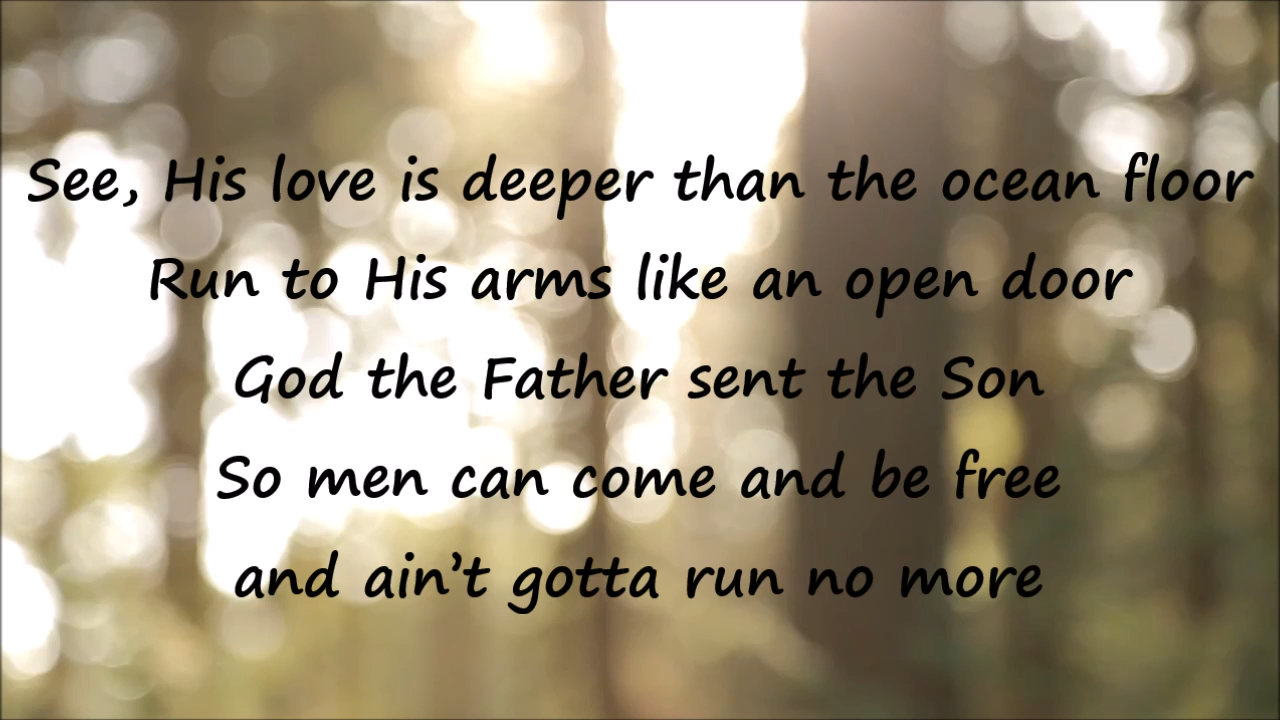 See, His love is deeper than the ocean floor
Run to His arms like an open door
God the Father sent the Son
So men can come and be free
and ain’t gotta run no more